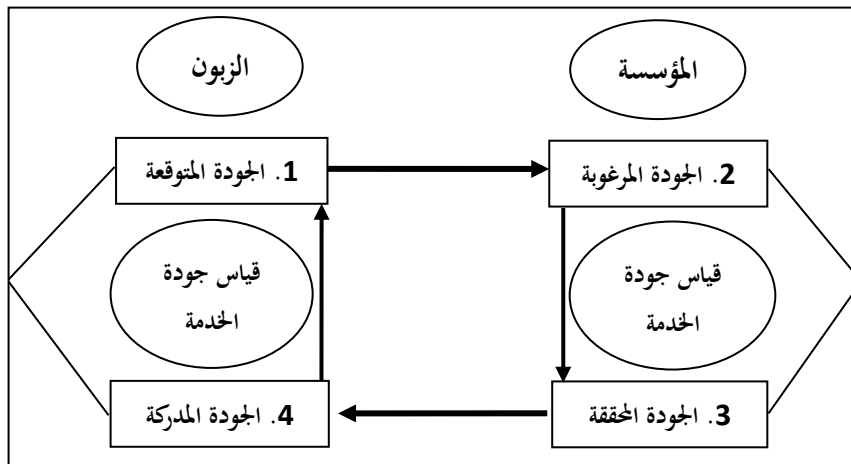 المؤسسة
الزبون
2. الجودة المرغوبة
1. الجودة المتوقعة
قياس جودة
الخدمة
قياس جودة
الخدمة
3. الجودة المحققة
4. الجودة المدركة